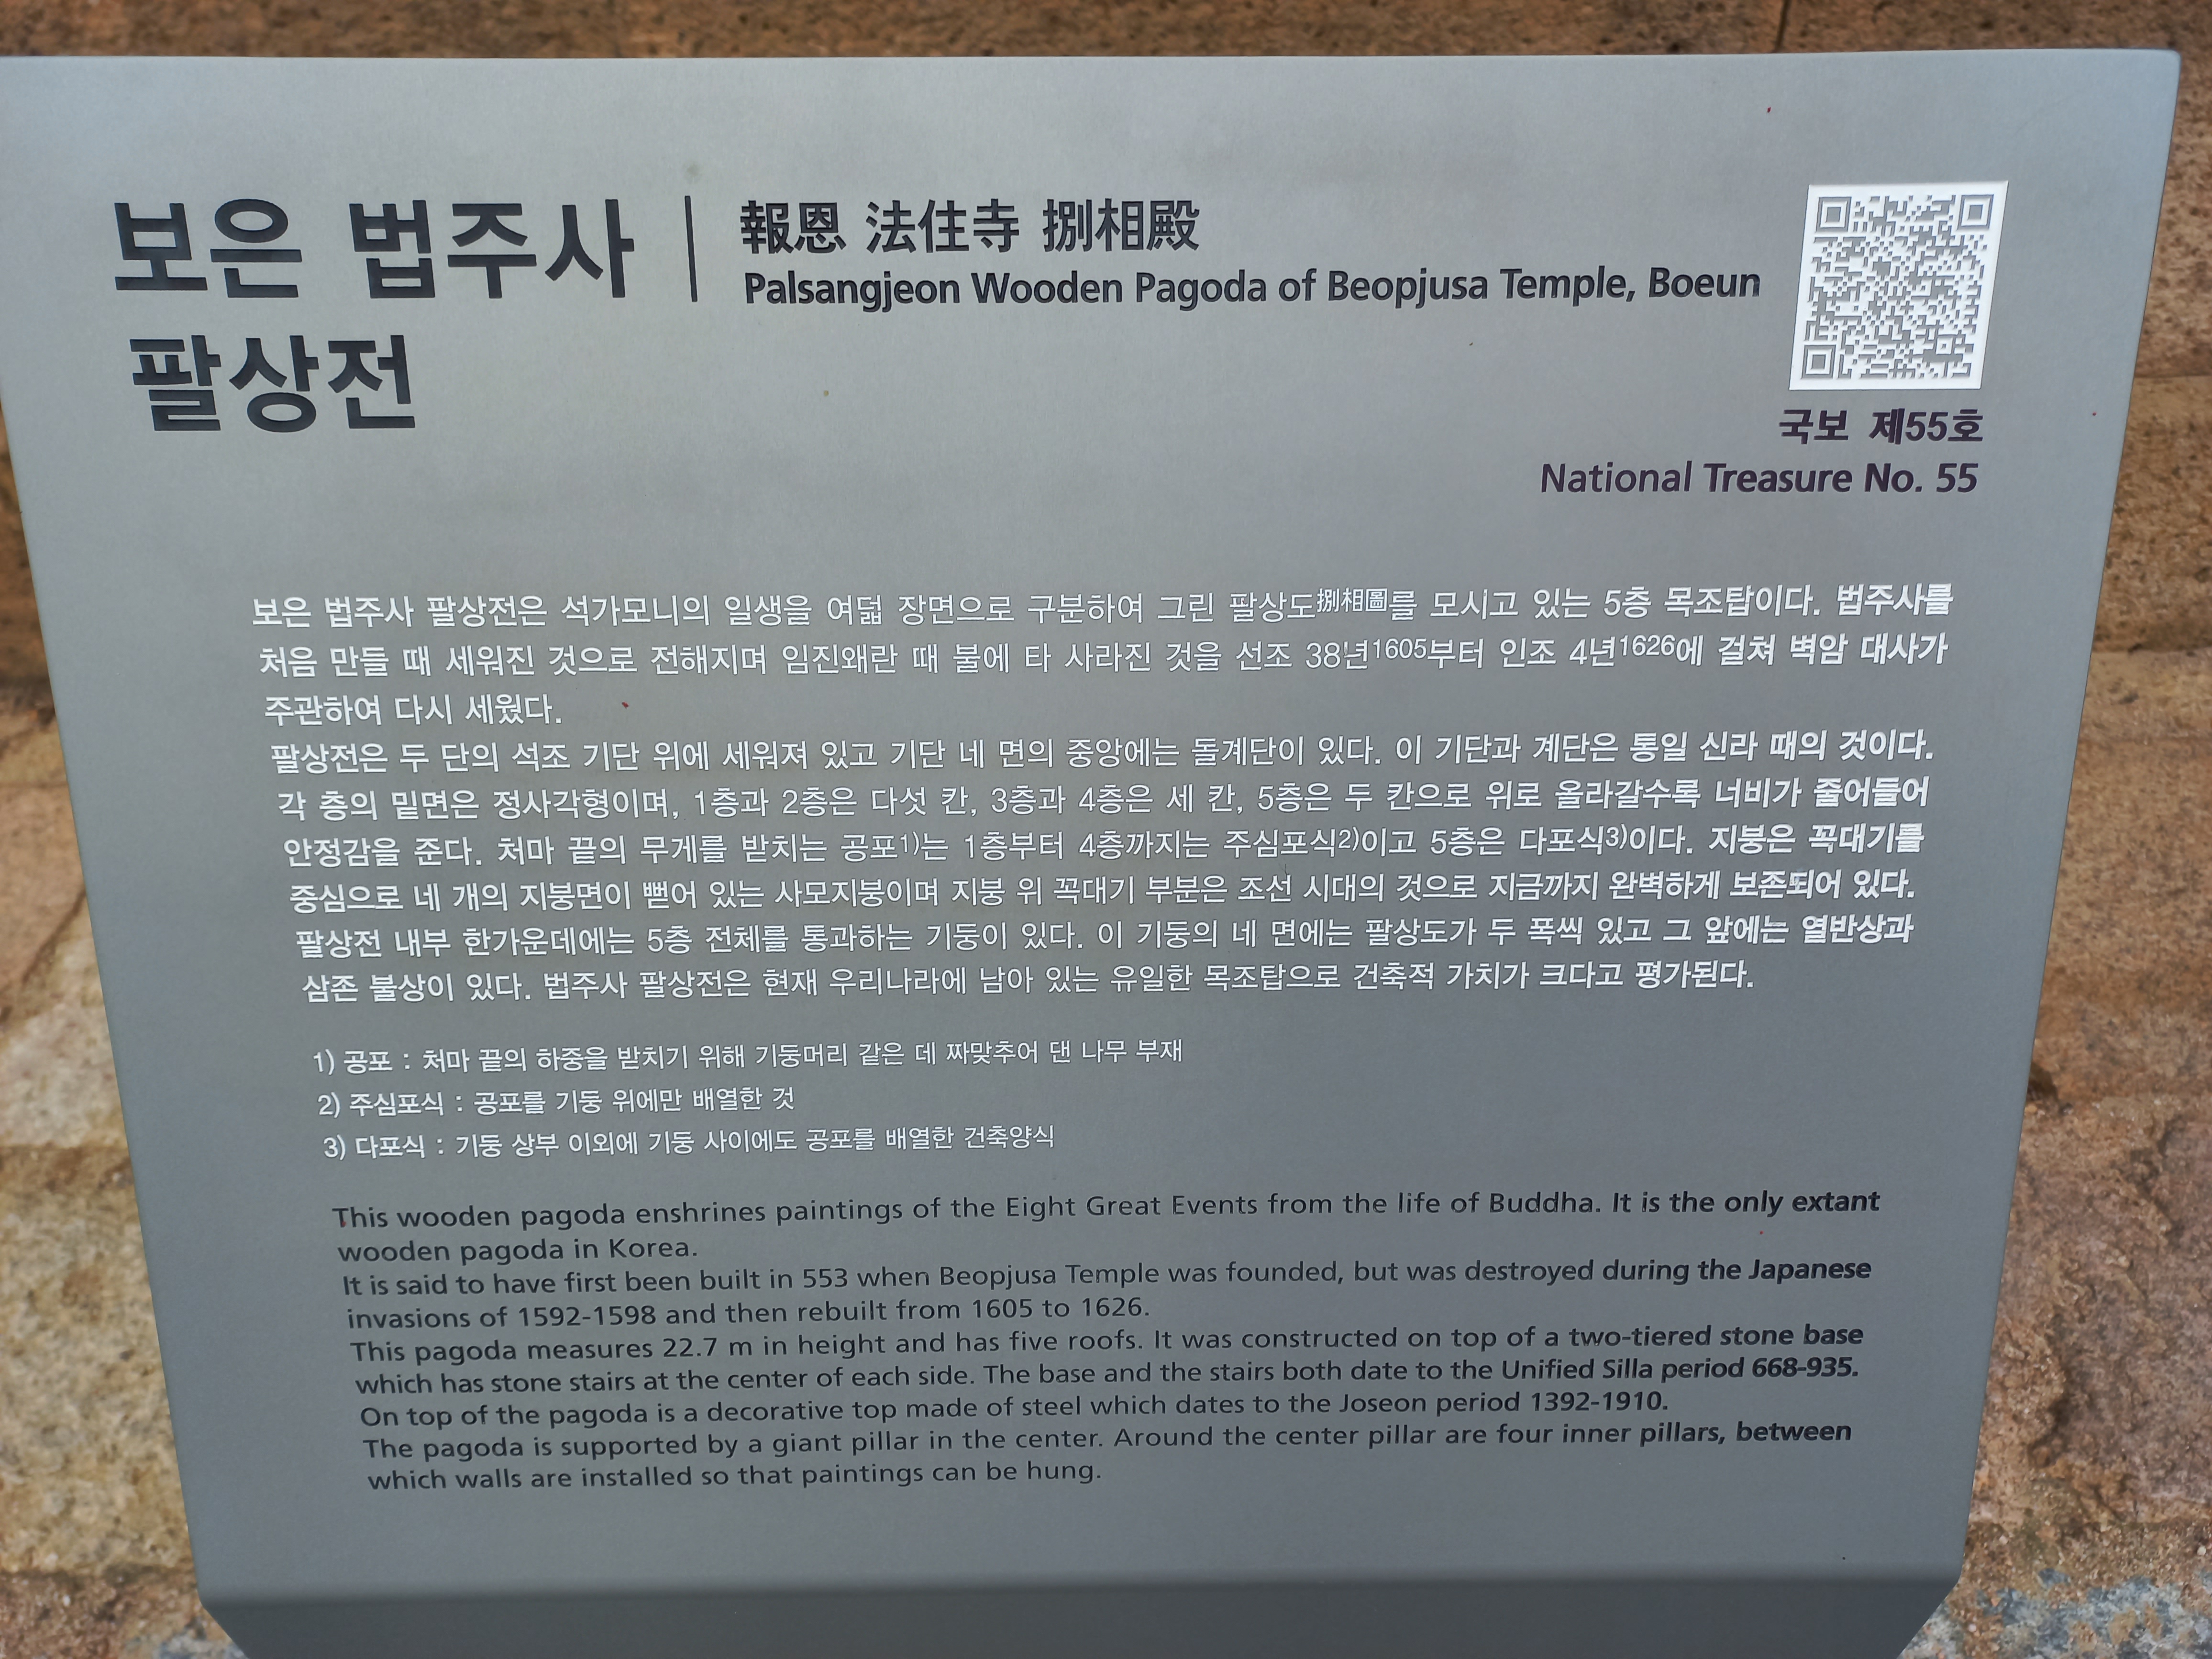 보은 법주사
팔상전
報恩 法住寺 捌相殿
Palsangjeon Wooden Pagoda of Beopjusa Temple, Boeun
국보 제55호
National Treasure No. 55
보은 법주사 팔상전은 석가모니의 일생을 여덟 장면으로 구분하여 그린 팔상도捌相圖를 모시고 있는 5층 목조탑이다. 법주사를
처음 만들 때 세워진 것으로 전해지며 임진왜란 때 불에 타 사라진 것을 선조 38년1605부터 인조 4년1626에 걸쳐 벽암 대사가
주관하여 다시 세웠다.
팔상전은 두 단의 석조 기단 위에 세워져 있고 기단 네 면의 중앙에는 돌계단이 있다. 이 기단과 계단은 통일 신라 때의 것이다.
각 층의 밑면은 정사각형이며, 1층과 2층은 다섯 칸, 3층과 4층은 세 칸, 5층은 두 칸으로 위로 올라갈수록 너비가 줄어들어
안정감을 준다. 처마 끝의 무게를 받치는 공포1)는 1층부터 4층까지는 주심포식2)이고 5층은 다포식3)이다. 지붕은 꼭대기를
중심으로 네 개의 지붕면이 뻗어 있는 사모지붕이며 지붕 위 꼭대기 부분은 조선 시대의 것으로 지금까지 완벽하게 보존되어 있다.
팔상전 내부 한가운데에는 5층 전체를 통과하는 기둥이 있다. 이 기둥의 네 면에는 팔상도가 두 폭씩 있고 그 앞에는 열반상과
삼존 불상이 있다. 법주사 팔상전은 현재 우리나라에 남아 있는 유일한 목조탑으로 건축적 가치가 크다고 평가된다.
1) 공포 : 처마 끝의 하중을 받치기 위해 기둥머리 같은 데 짜맞추어 댄 나무 부재
2) 주심포식 : 공포를 기둥 위에만 배열한 것
3) 다포식 : 기둥 상부 이외에 기둥 사이에도 공포를 배열한 건축양식
This wooden pagoda enshrines paintings of the Eight Great Events from the life of Buddha. It is the only extant
wooden pagoda in Korea.
It is said to have first been built in 553 when Beopjusa Temple was founded, but was destroyed during the Japanese
invasions of 1592-1598 and then rebuilt from 1605 to 1626.
This pagoda measures 22.7 m in height and has five roofs. It was constructed on top of a two-tiered stone base
which has stone stairs at the center of each side. The base and the stairs both date to the Unified Silla period 668-935.
On top of the pagoda is a decorative top made of steel which dates to the Joseon period 1392-1910.
The pagoda is supported by a giant pillar in the center. Around the center pillar are four inner pillars, between
which walls are installed so that paintings can be hung.